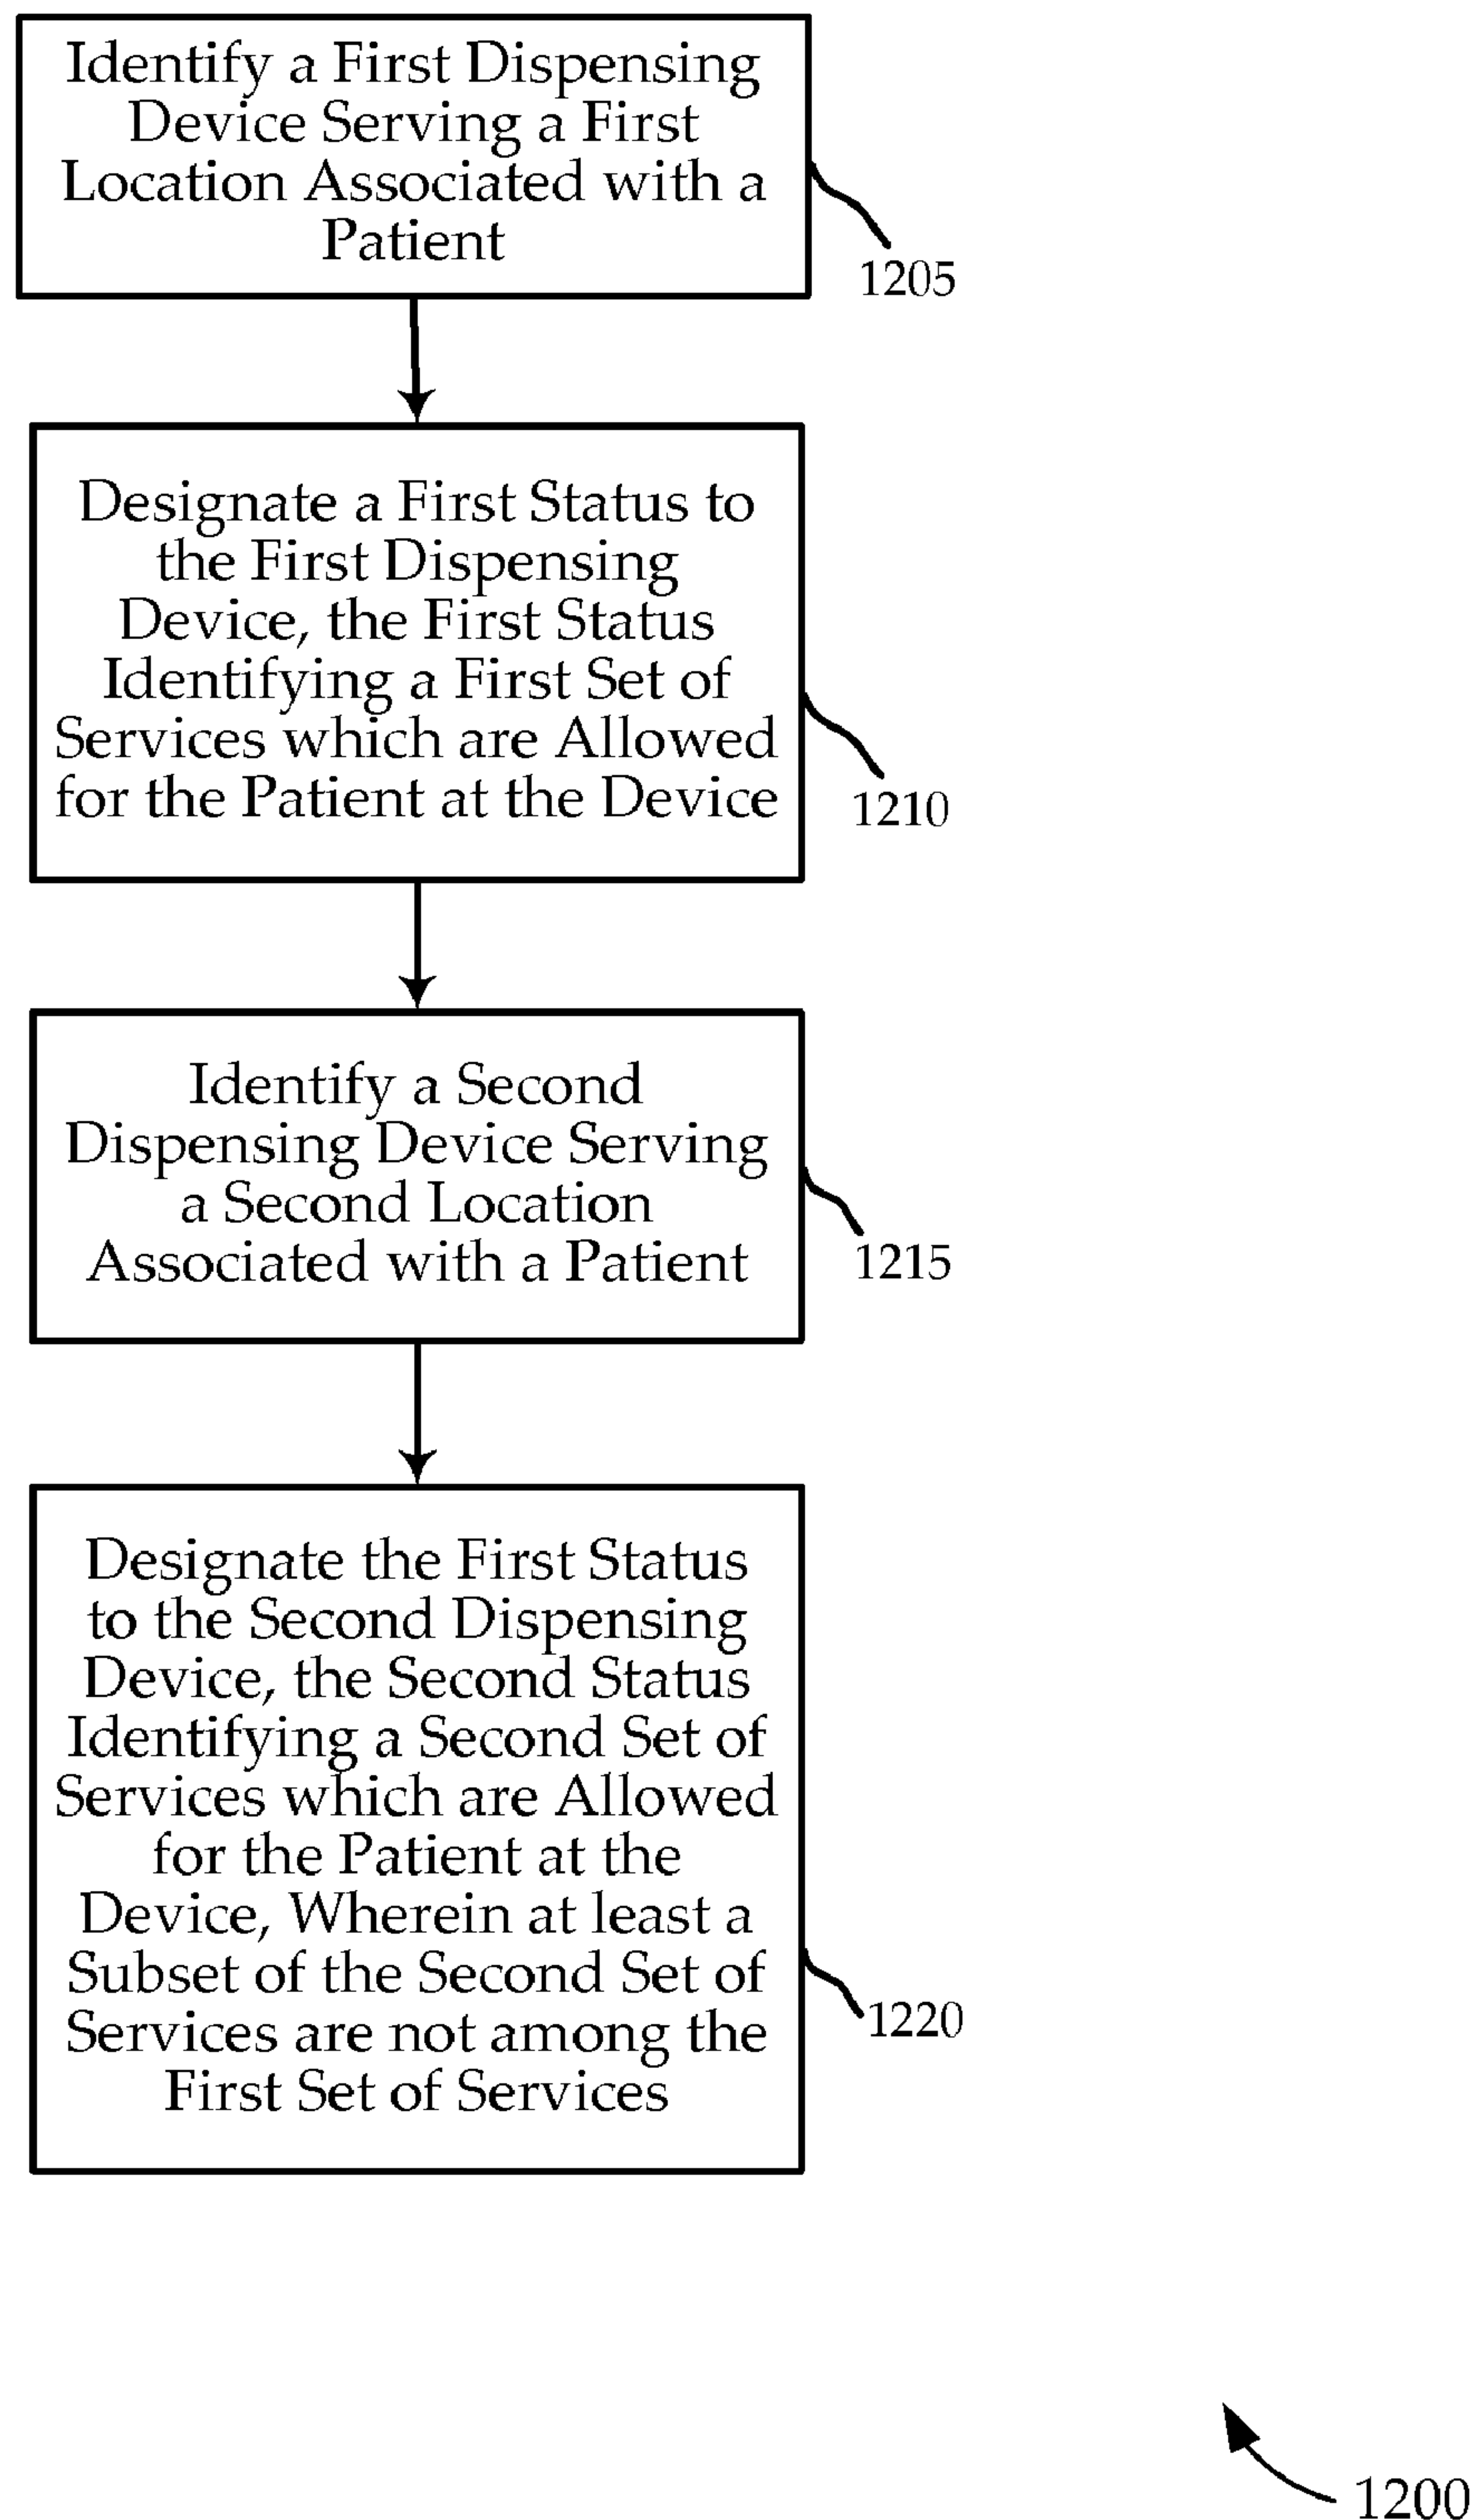 Identify a First Dispensing
Device Serving a First
Location Associated with a
Patient
1205
Designate a First Status to
the First Dispensing
Device, the First Status
Identifying a First Set of
Services which are Allowed
for the Patient at the Device
1210
Identify a Second
Dispensing Device Serving
a Second Location
Associated with a Patient
1215
Designate the First Status
to the Second Dispensing
Device, the Second Status
Identifying a Second Set of
Services which are Allowed
for the Patient at the
Device, Wherein at least a
Subset of the Second Set of
Services are not among the
First Set of Services
1220
1200